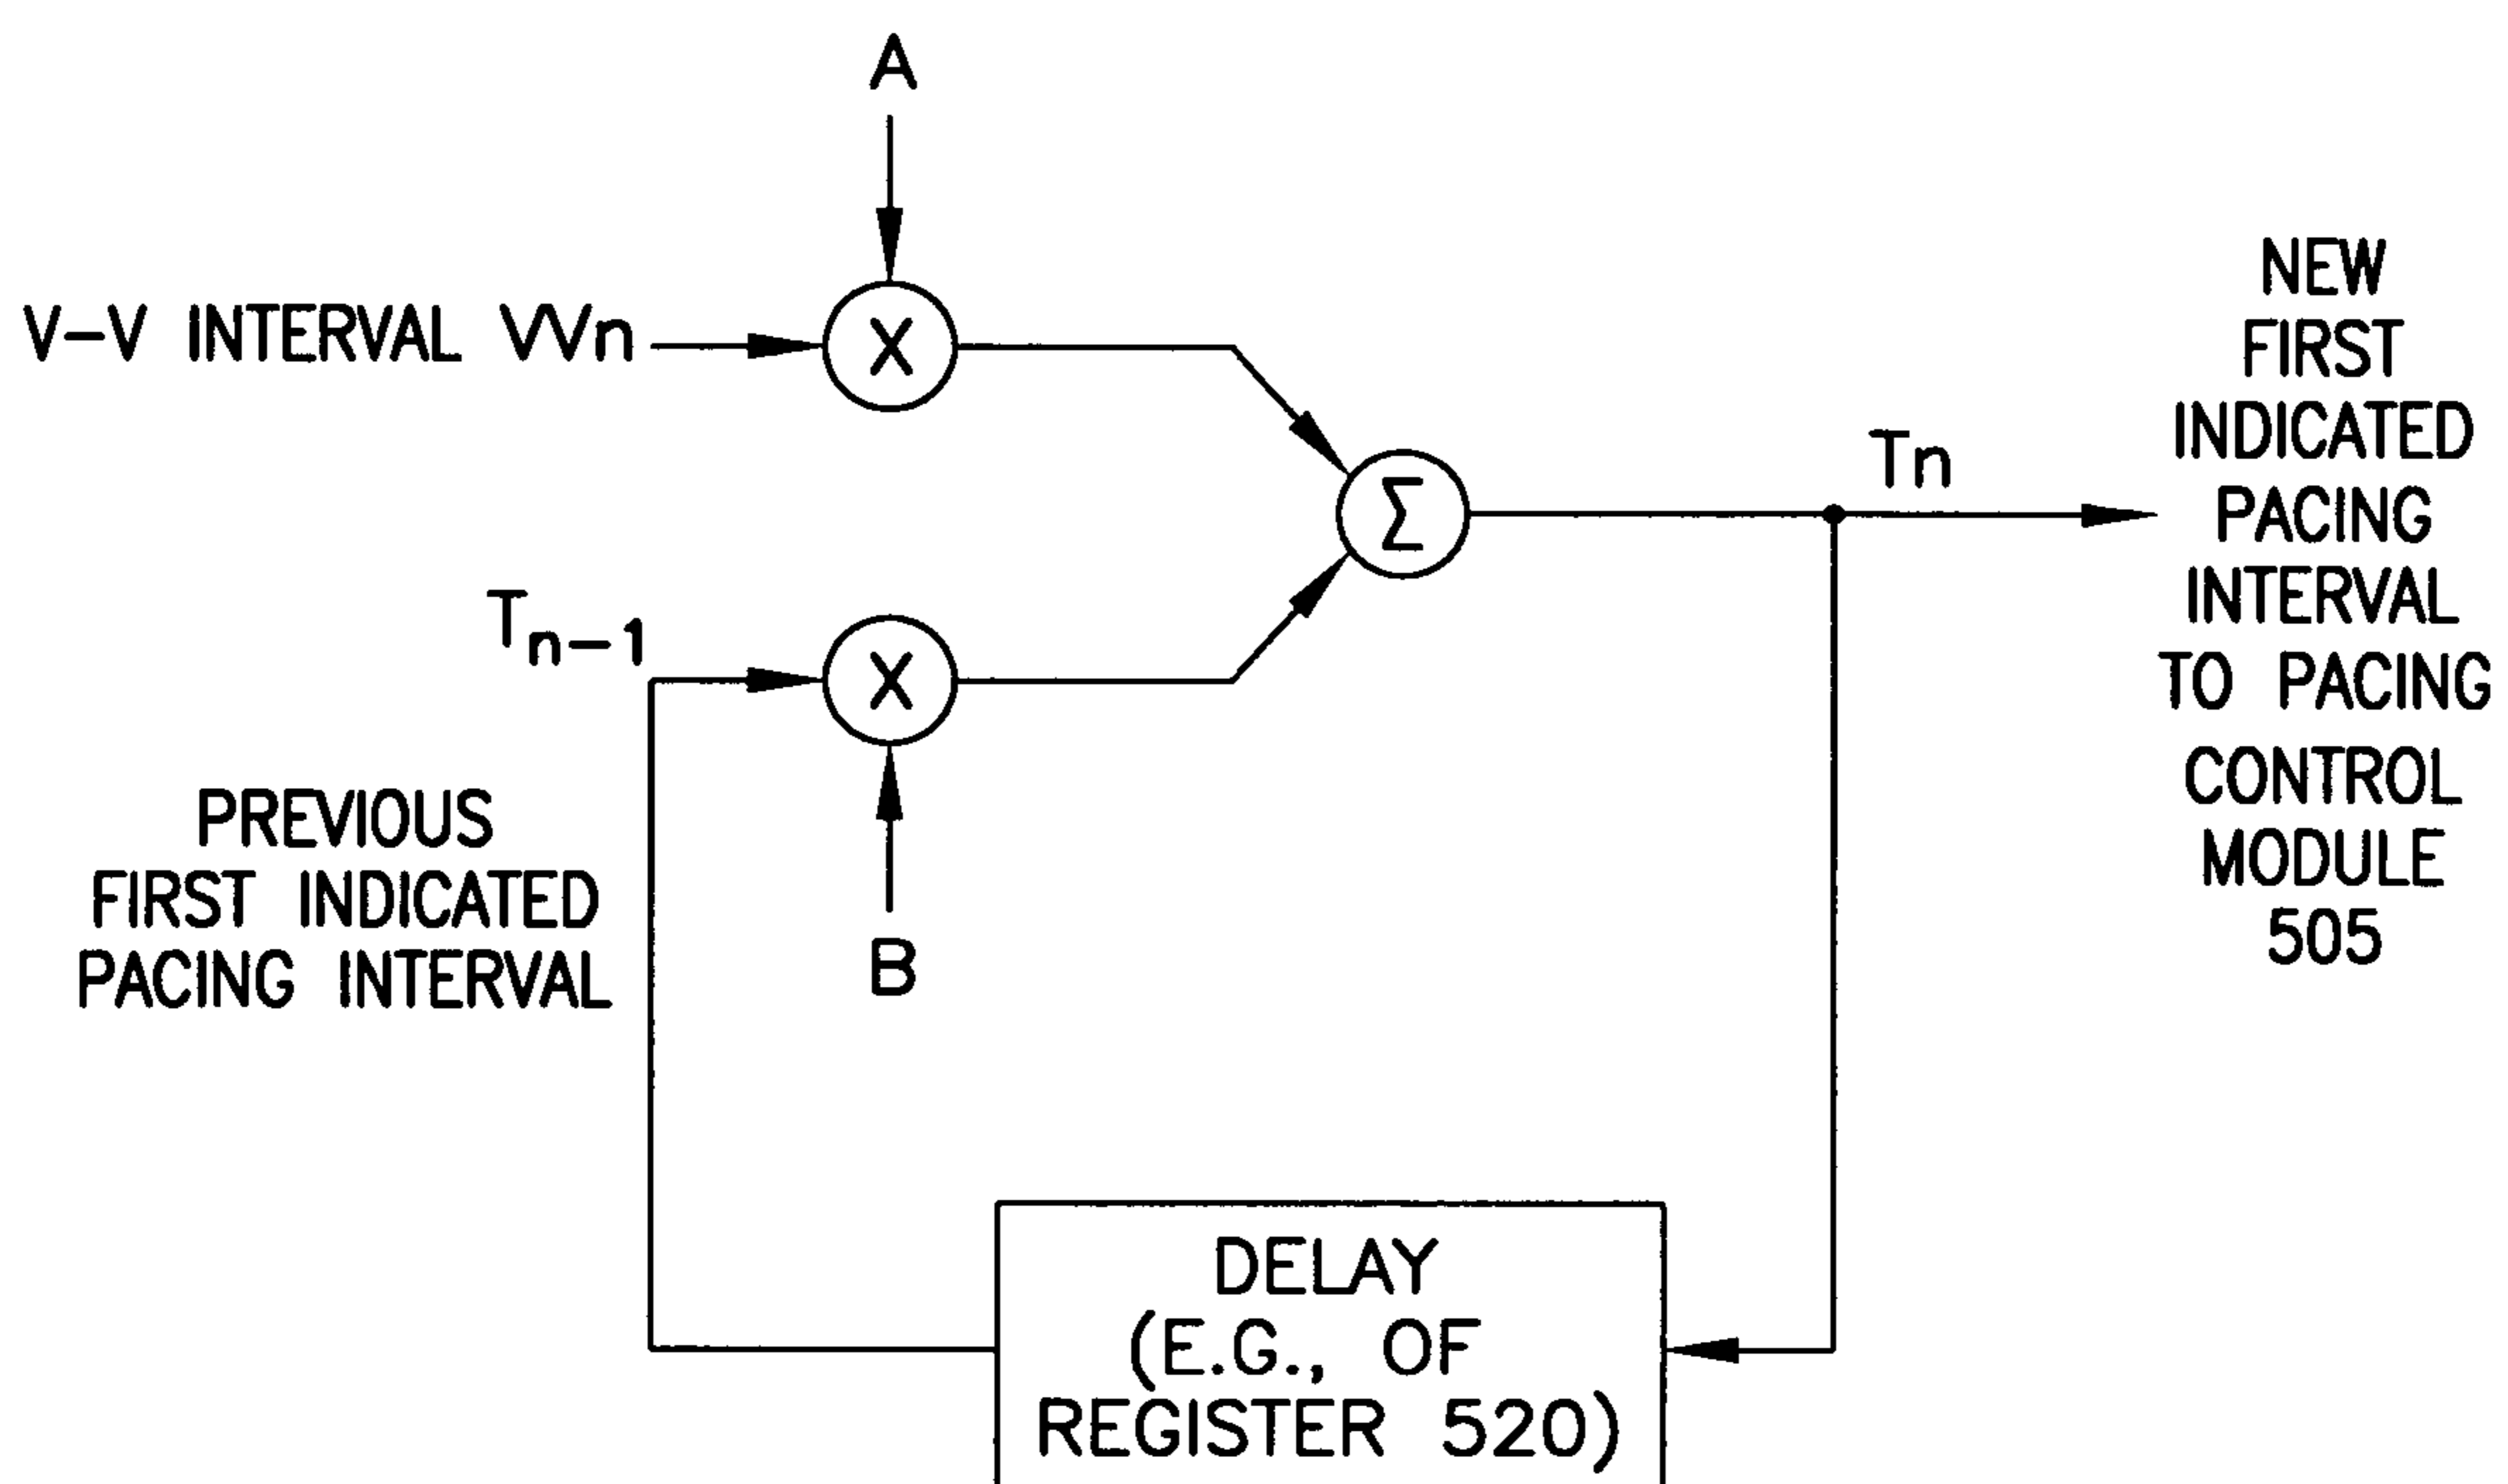 A
V-V INTERVAL VVn
X
Σ
Tn
NEW
FIRST
INDICATED
PACING
INTERVAL
TO PACING
CONTROL
MODULE
505
Tn-1
X
B
PREVIOUS
FIRST INDICATED
PACING INTERVAL
DELAY
(E.G., OF
REGISTER 520)